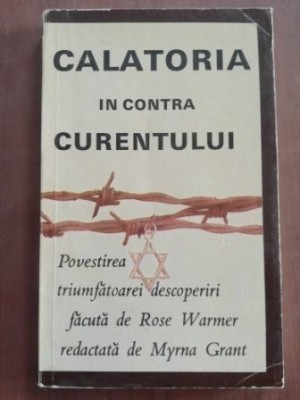 CALATORIA
IN CONTRA
CURENTULUI
Povestirea
triumfătoarei descoperiri
făcută de Rose Warmer
redactată de Myrna Grant